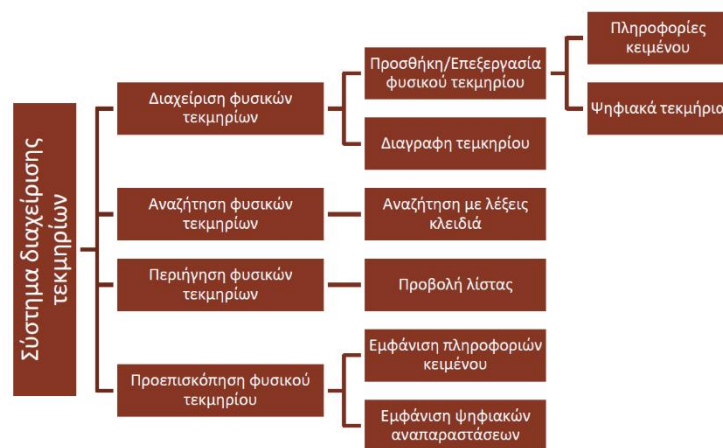 Σύστημα διαχείρισης
τεκμηρίων
Διαχείριση φυσικών
τεκμηρίων
Προσθήκη/Επεξεργασία
φυσικού τεκμηρίου
Πληροφορίες
κειμένου
Ψηφιακά τεκμήρια
Διαγραφη τεμκηρίου
Αναζήτηση φυσικών
τεκμηρίων
Αναζήτηση με λέξεις
κλειδιά
Περιήγηση φυσικών
τεκμηρίων
Προβολή λίστας
Προεπισκόπηση φυσικού
τεκμηρίου
Εμφάνιση πληροφοριών
κειμένου
Εμφάνιση ψηφιακών
αναπαραστάσεων